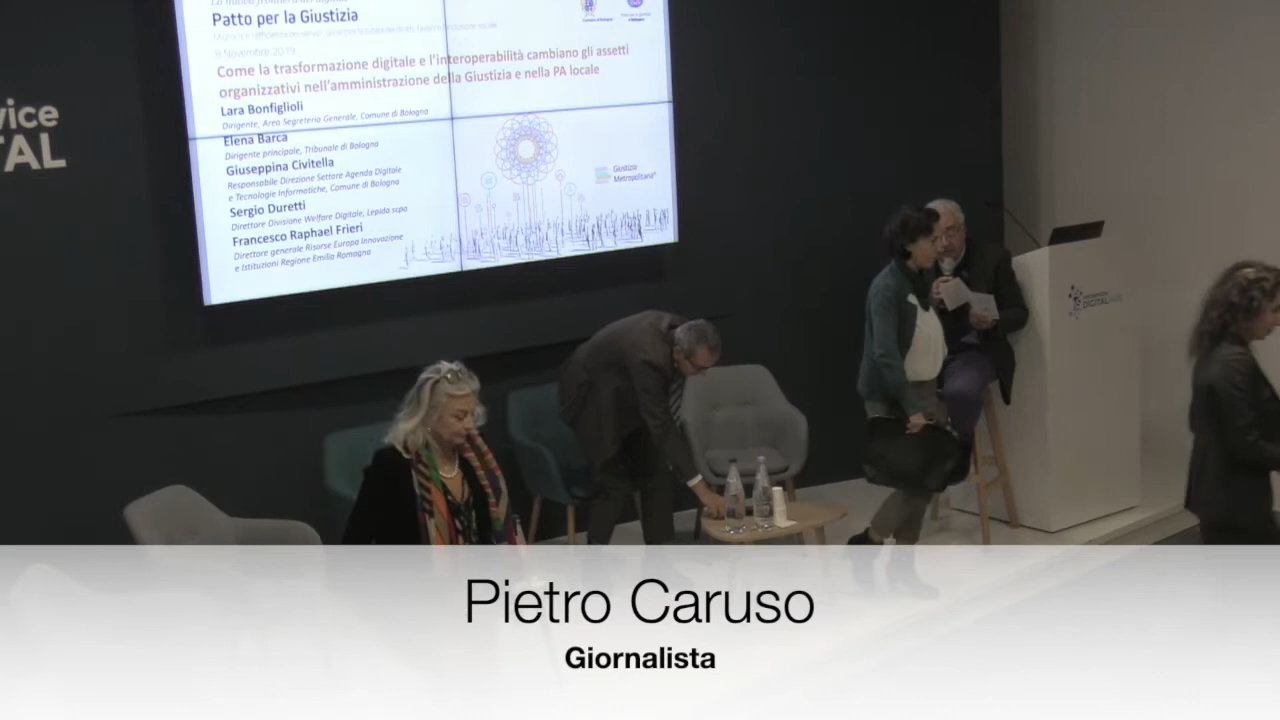 Patto per la Giustizia
9 Novembre 2019
Come la trasformazione digitale e l'interoperabilità cambiano gli assetti
organizzativi nell'amministrazione della Giustizia e nella PA locale
Lara Bonfiglioli
Dirigente, Area Segreteria Generale, Comune di Bologna
Elena Barca
Dirigente principale, Tribunale di Bologna
Giuseppina Civitella
Responsabile Direzione Settore Agenda Digitale
e Tecnologie Informatiche, Comune di Bologna
Sergio Duretti
Direttore Divisione Welfare Digitale, Lepida scpa
Francesco Raphael Frieri
Direttore generale Risorse Europa Innovazione
e Istituzioni Regione Emilia Romagna
Giustizia
Metropolitana
vice
TAL
DIGITAL
Pietro Caruso
Giornalista